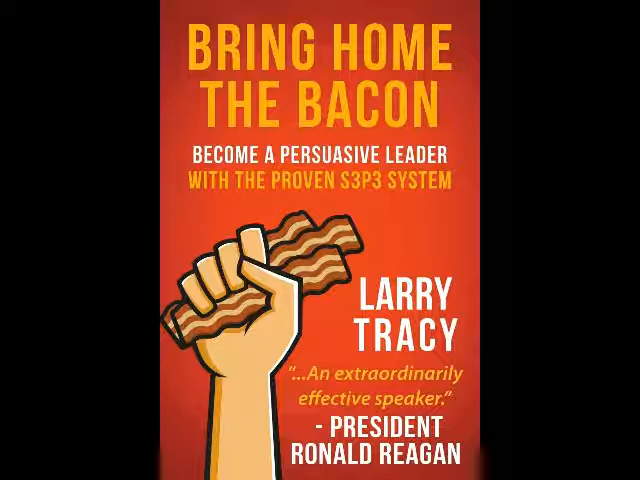 BRING HOME
THE BACON
BECOME A PERSUASIVE LEADER
WITH THE PROVEN S3P3 SYSTEM
LARRY
TRACY
“...An extraordinarily
effective speaker.”
- PRESIDENT
RONALD REAGAN